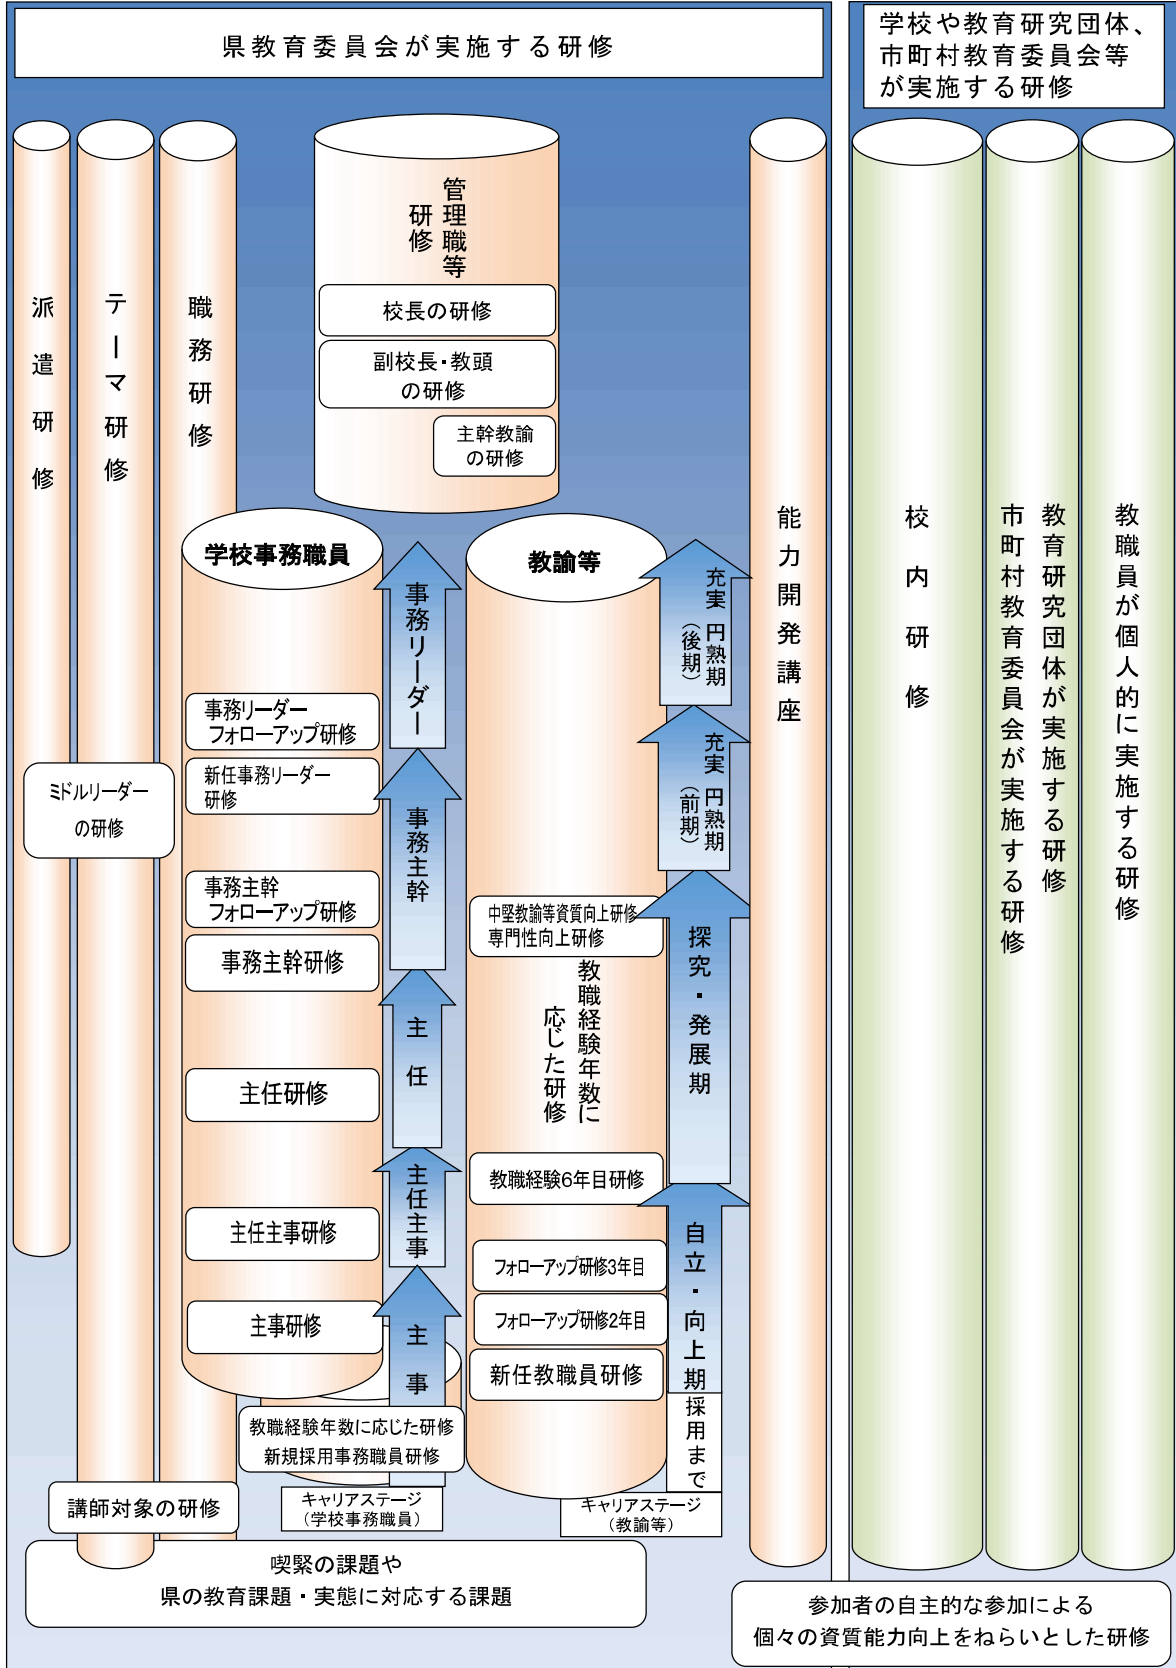 県教育委員会が実施する研修
学校や教育研究団体、
市町村教育委員会等
が実施する研修
派遣研修
テーマ研修
職務研修
管理職等
研修
校長の研修
副校長・教頭
の研修
主幹教諭
の研修
学校事務職員
事務リーダー
フォローアップ研修
新任事務リーダー
研修
ミドルリーダー
の研修
事務主幹
フォローアップ研修
事務主幹研修
主任研修
主任主事研修
主事研修
教職経験年数に応じた研修
新規採用事務職員研修
事務リーダー
事務主幹
主任
主任主事
主事
キャリアステージ
(学校事務職員)
教諭等
中堅教諭等資質向上研修
専門性向上研修
教職経験年数に
応じた研修
教職経験6年目研修
フォローアップ研修3年目
フォローアップ研修2年目
新任教職員研修
充実・円熟期
(後期)
充実・円熟期
(前期)
探究・発展期
自立・向上期
採用まで
キャリアステージ
(教諭等)
能力開発講座
校内研修
教育研究団体が実施する研修
市町村教育委員会が実施する研修
教職員が個人的に実施する研修
講師対象の研修
喫緊の課題や
県の教育課題・実態に対応する課題
参加者の自主的な参加による
個々の資質能力向上をねらいとした研修